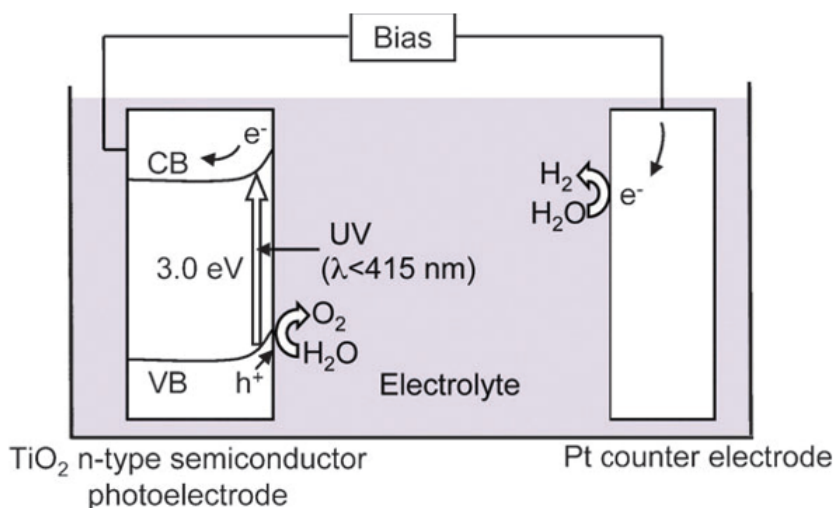 Bias
e⁻
CB
3.0 eV
UV
(λ<415 nm)
O₂
H₂O
VB
h⁺
H₂
H₂O
e⁻
Electrolyte
TiO₂ n-type semiconductor
photoelectrode
Pt counter electrode